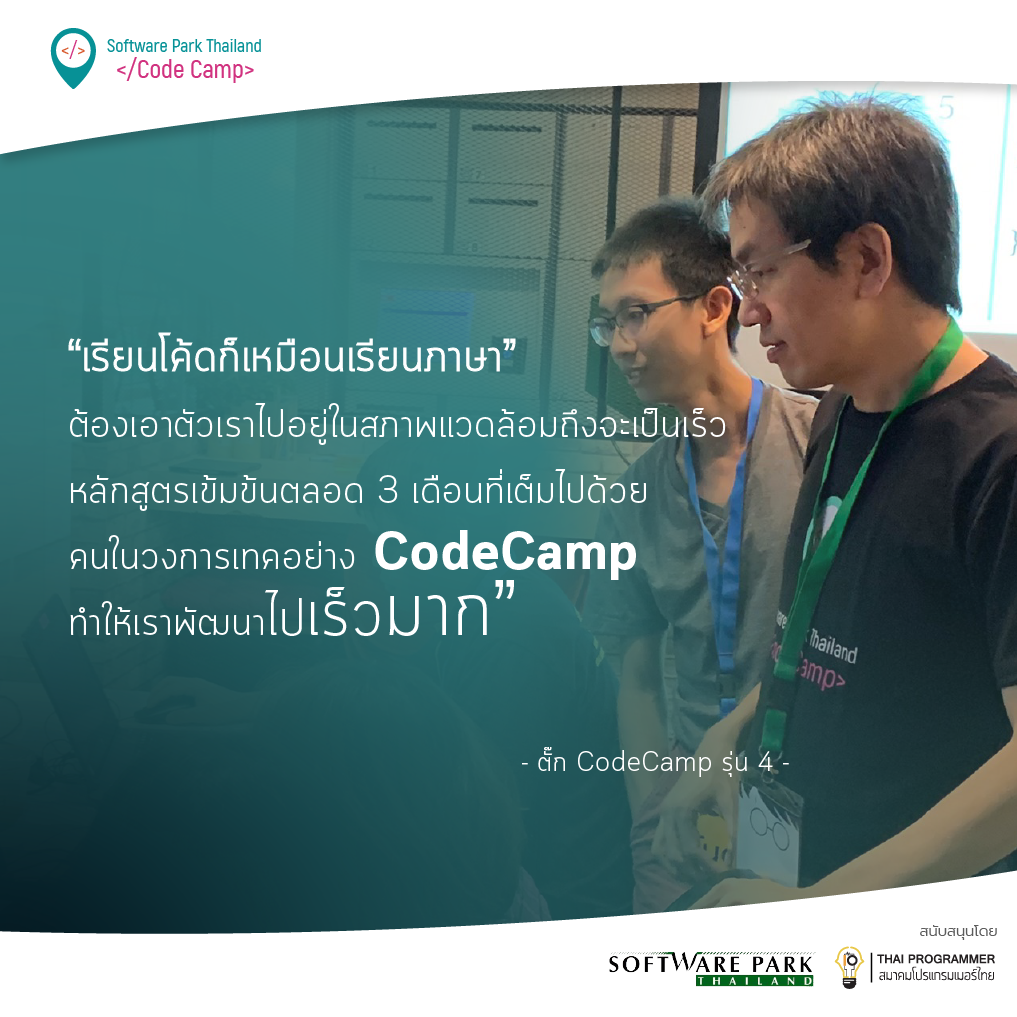 </>
Software Park Thailand
</Code Camp>
5
}
“เรียนโค้ดก็เหมือนเรียนภาษา”
ต้องเอาตัวเราไปอยู่ในสภาพแวดล้อมถึงจะเป็นเร็ว
หลักสูตรเข้มข้นตลอด 3 เดือนที่เต็มไปด้วย
คนในวงการเทคอย่าง CodeCamp
ทำให้เราพัฒนาไปเร็วมาก”
Thailand
amp>
- ตั๊ก CodeCamp รุ่น 4 -
สนับสนุนโดย
SOFTWARE PARK
THAILAND
THAI PROGRAMMER
สมาคมโปรแกรมเมอร์ไทย